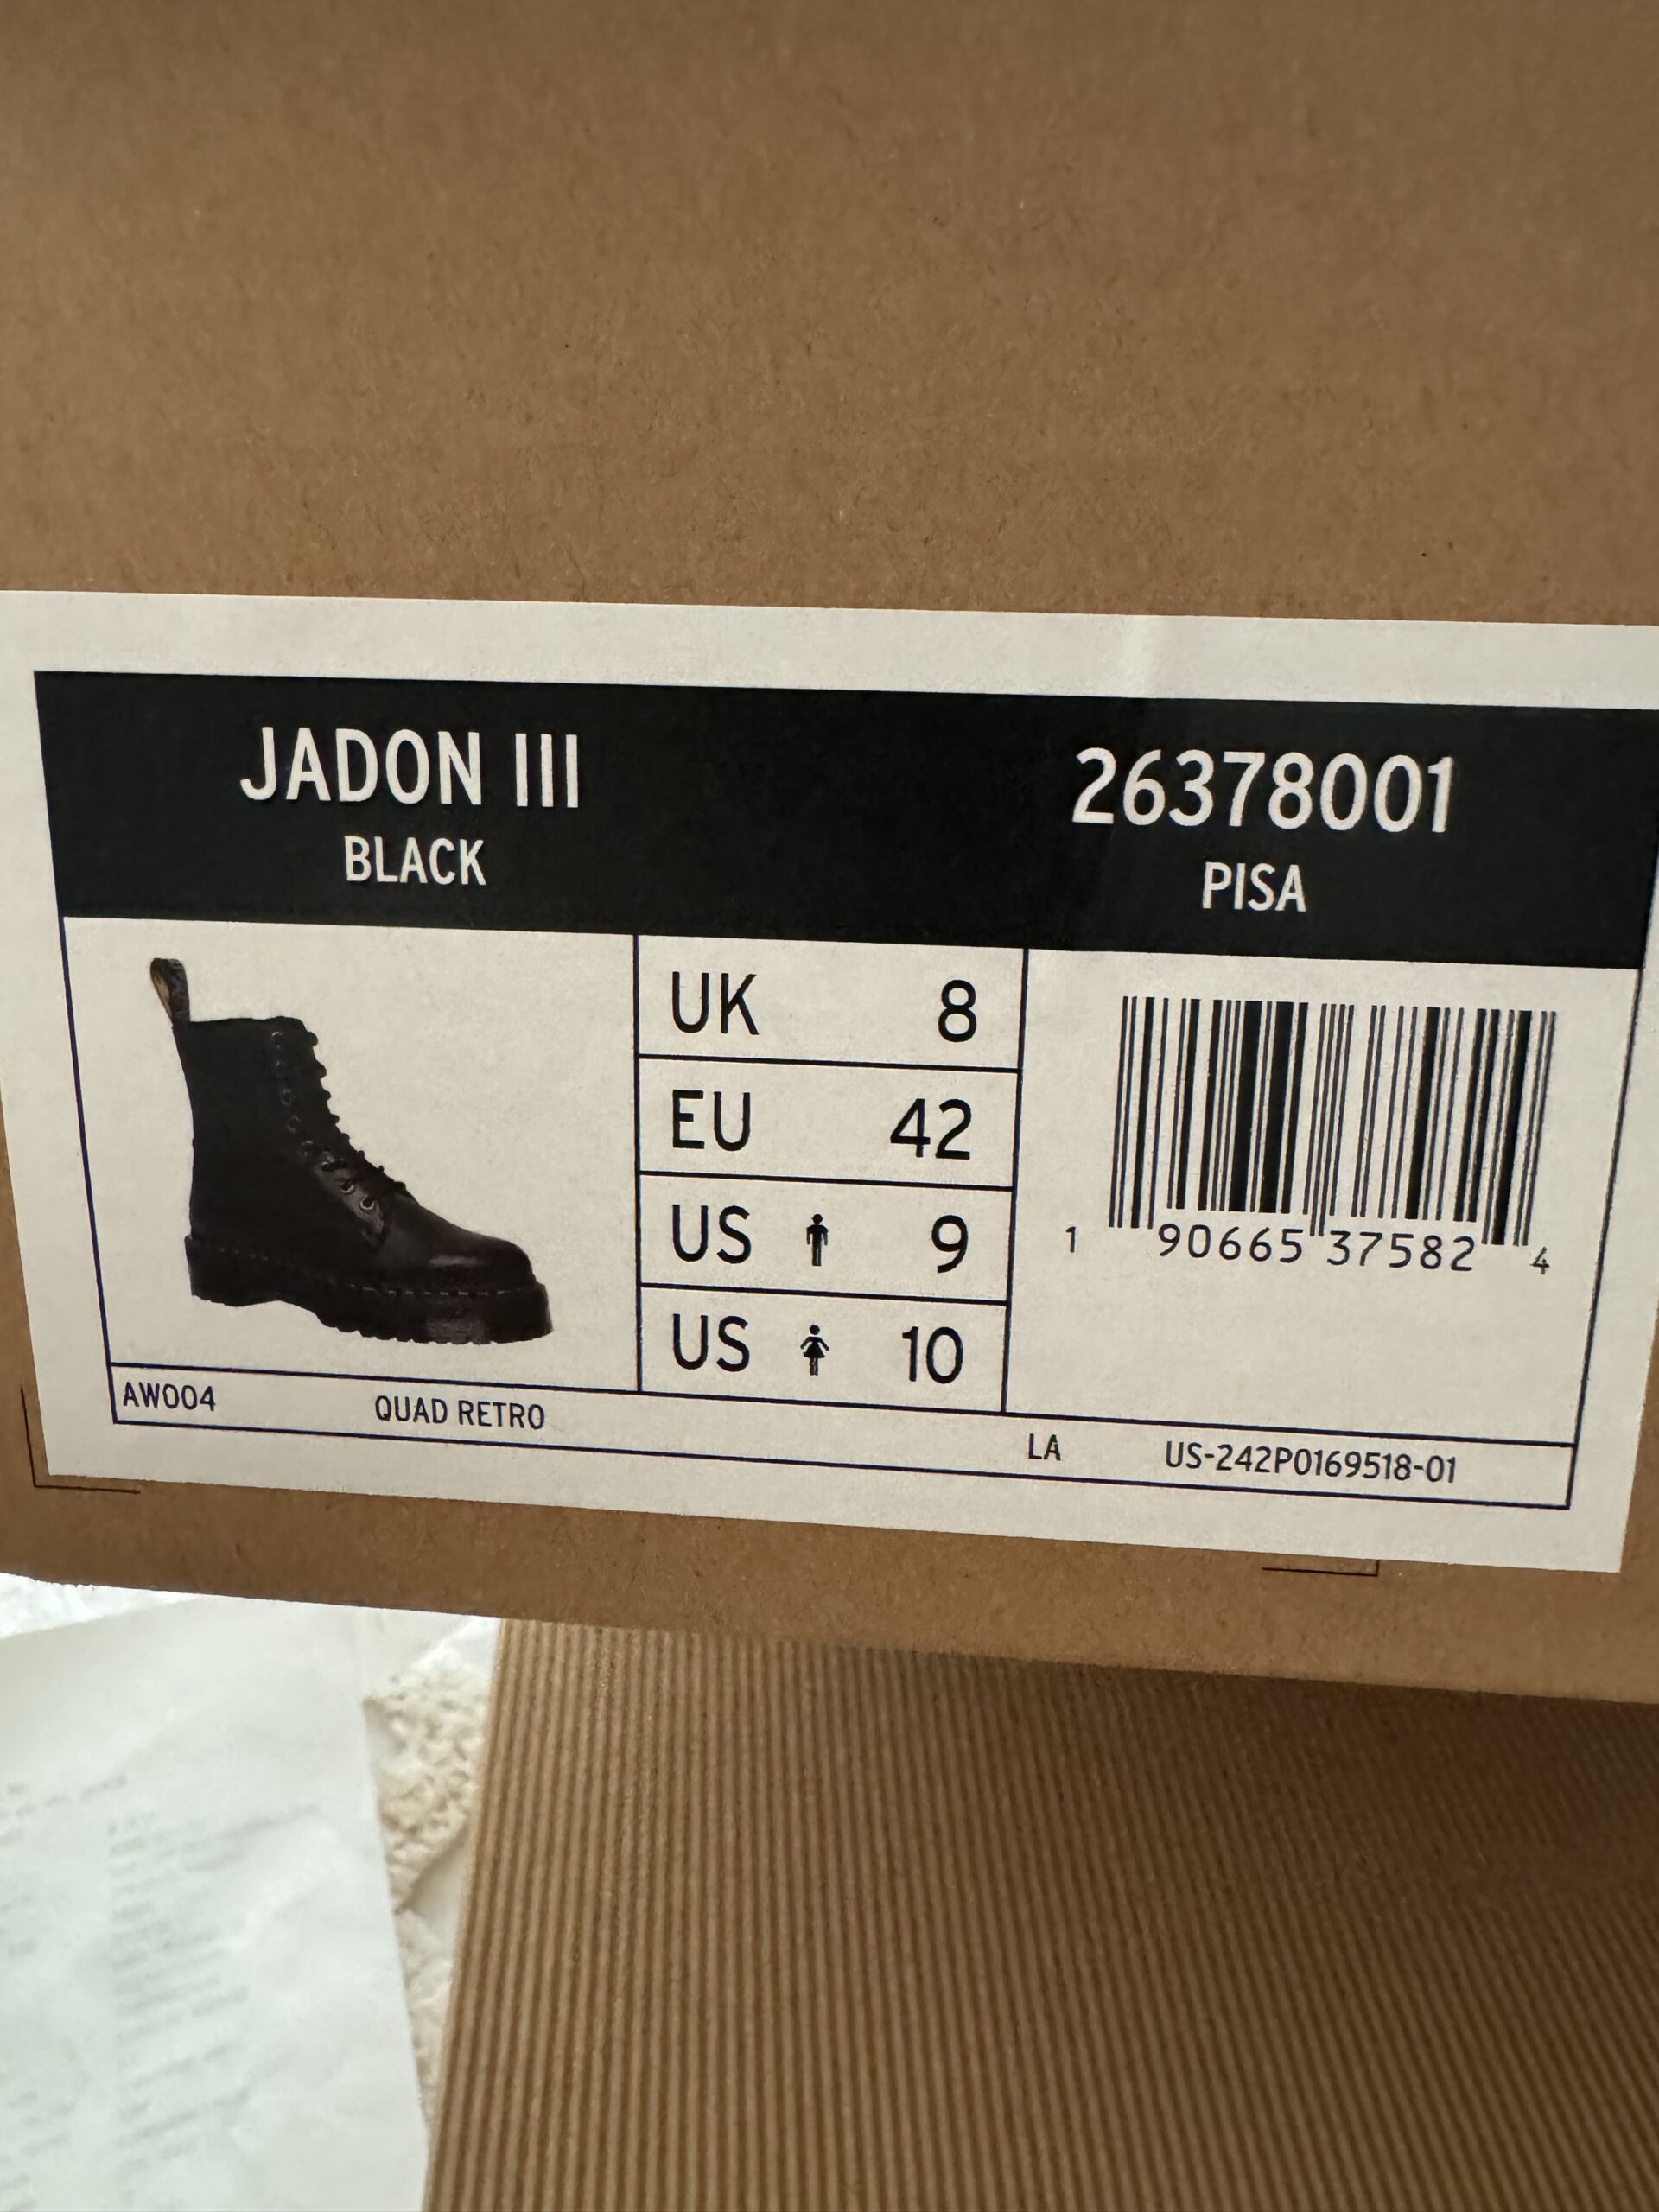 JADON III
BLACK
26378001
PISA
UK 8
EU 42
US 9
US 10
1 90665 37582 4
AW004 QUAD RETRO LA US-242P0169518-01